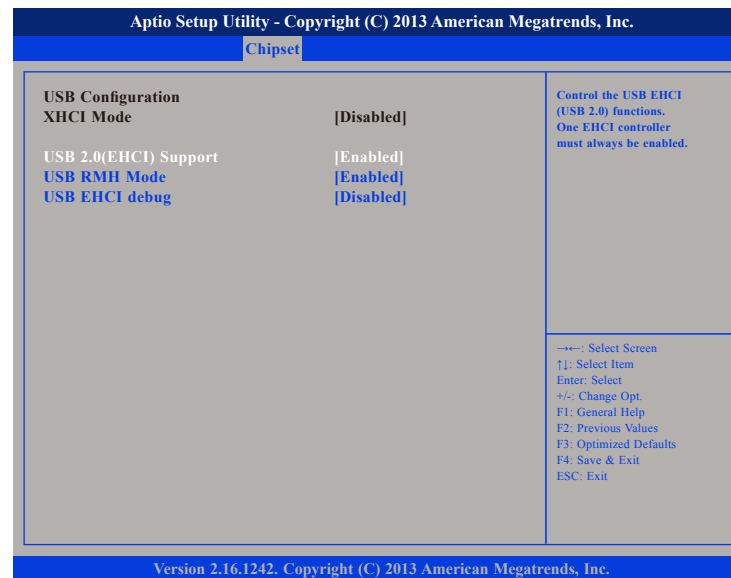 Aptio Setup Utility - Copyright (C) 2013 American Megatrends, Inc.
Chipset
USB Configuration
XHCI Mode [Disabled]
USB 2.0(EHCI) Support [Enabled]
USB RMH Mode [Enabled]
USB EHCI debug [Disabled]
Control the USB EHCI
(USB 2.0) functions.
One EHCI controller
must always be enabled.
→←: Select Screen
↑↓: Select Item
Enter: Select
+/-: Change Opt.
F1: General Help
F2: Previous Values
F3: Optimized Defaults
F4: Save & Exit
ESC: Exit
Version 2.16.1242. Copyright (C) 2013 American Megatrends, Inc.